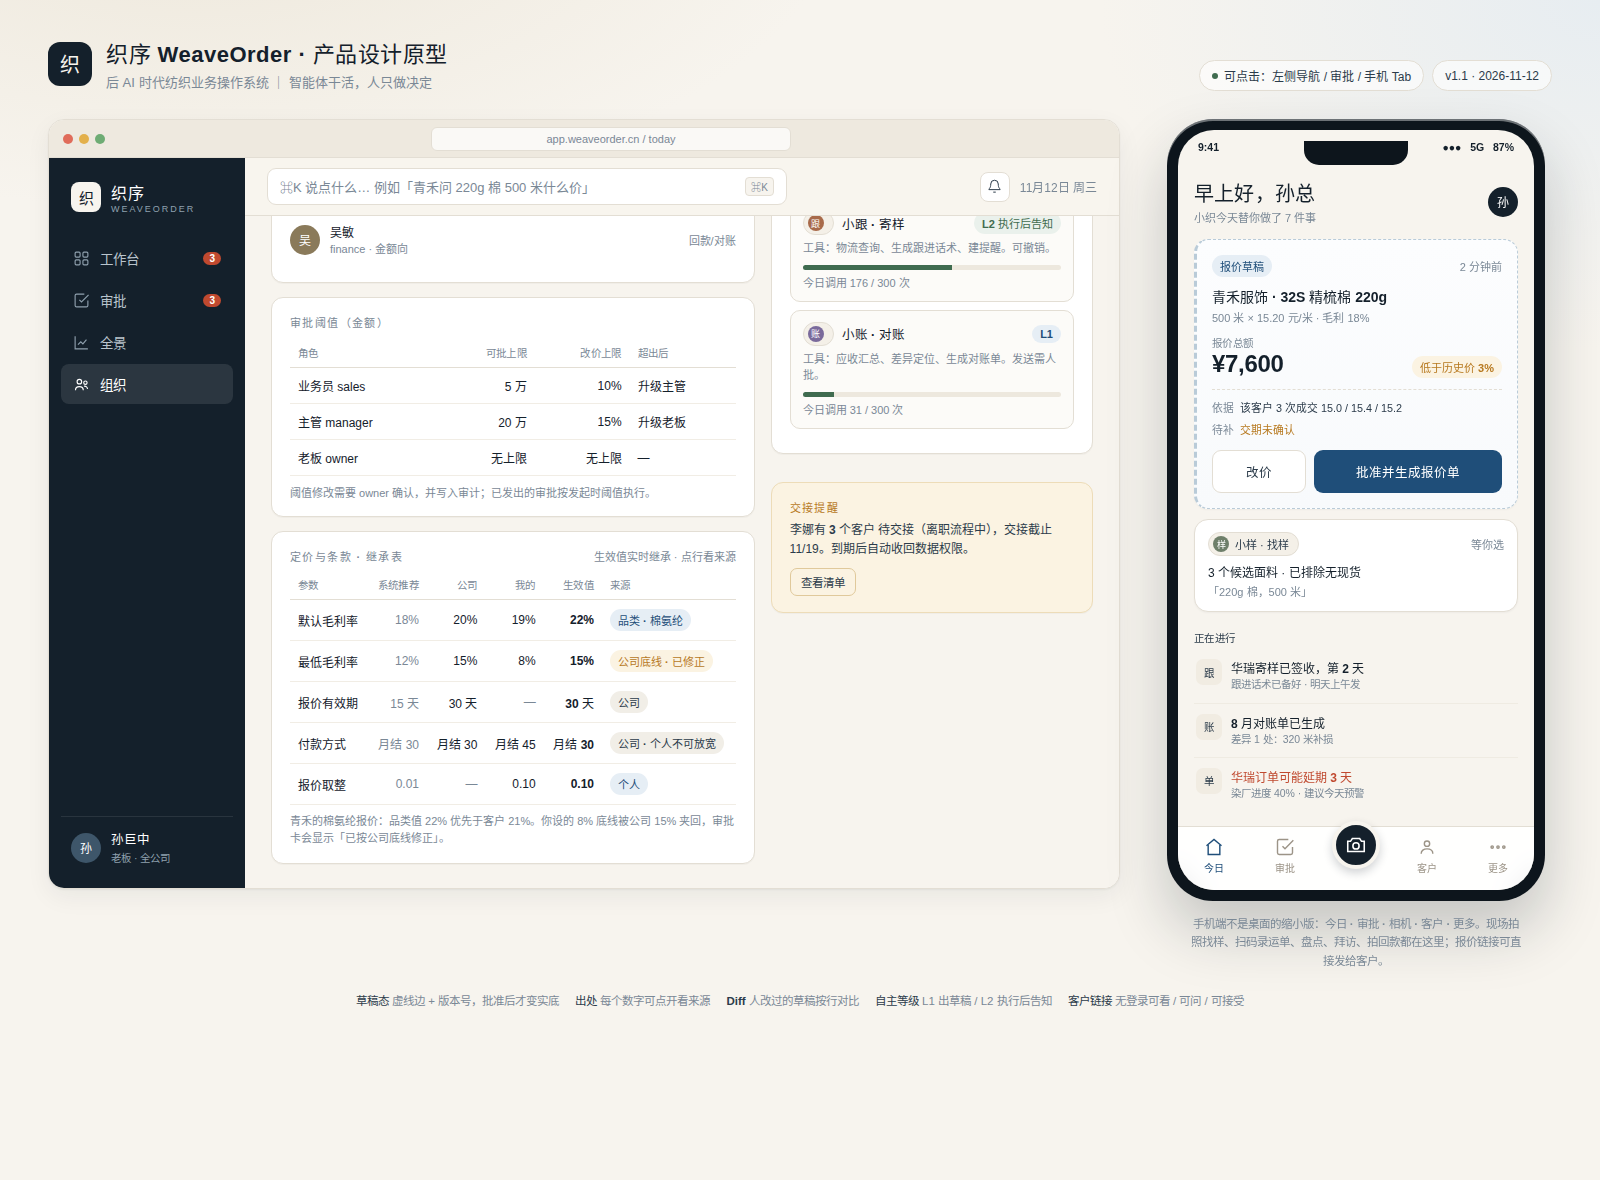 织
织序 WeaveOrder · 产品设计原型
后 AI 时代纺织业务操作系统 ｜ 智能体干活，人只做决定
可点击：左侧导航 / 审批 / 手机 Tab
v1.1 · 2026-11-12
app.weaveorder.cn / today
织
织序
WEAVEORDER
工作台
3
审批
3
全景
组织
孙
孙巨中
老板 · 全公司
⌘K 说点什么… 例如「青禾问 220g 棉 500 米什么价」
⌘K
11月12日 周三
吴
吴敏
finance · 金额向
回款/对账
审批阈值（金额）
角色 可批上限 改价上限 超出后
业务员 sales 5 万 10% 升级主管
主管 manager 20 万 15% 升级老板
老板 owner 无上限 无上限 —
阈值修改需要 owner 确认，并写入审计；已发出的审批按发起时阈值执行。
定价与条款 · 继承表
生效值实时继承 · 点行看来源
参数 系统推荐 公司 我的 生效值 来源
默认毛利率 18% 20% 19% 22% 品类 · 棉氨纶
最低毛利率 12% 15% 8% 15% 公司底线 · 已修正
报价有效期 15 天 30 天 — 30 天 公司
付款方式 月结 30 月结 30 月结 45 月结 30 公司 · 个人不可放宽
报价取整 0.01 — 0.10 0.10 个人
青禾的棉氨纶报价：品类值 22% 优先于客户 21%。你设的 8% 底线被公司 15% 夹回，审批
卡会显示「已按公司底线修正」。
跟
小跟 · 寄样
L2 执行后告知
工具：物流查询、生成跟进话术、建提醒。可撤销。
今日调用 176 / 300 次
账
小账 · 对账
L1
工具：应收汇总、差异定位、生成对账单。发送需人
批。
今日调用 31 / 300 次
交接提醒
李娜有 3 个客户 待交接（离职流程中），交接截止
11/19。到期后自动收回数据权限。
查看清单
9:41
5G 87%
早上好，孙总
小织今天替你做了 7 件事
孙
报价草稿
2 分钟前
青禾服饰 · 32S 精梳棉 220g
500 米 × 15.20 元/米 · 毛利 18%
报价总额
¥7,600
低于历史价 3%
依据 该客户 3 次成交 15.0 / 15.4 / 15.2
待补 交期未确认
改价
批准并生成报价单
样
小样 · 找样
等你选
3 个候选面料 · 已排除无现货
「220g 棉，500 米」
正在进行
跟
华瑞寄样已签收，第 2 天
跟进话术已备好 · 明天上午发
账
8 月对账单已生成
差异 1 处：320 米补损
单
华瑞订单可能延期 3 天
染厂进度 40% · 建议今天预警
今日
审批
客户
更多
手机端不是桌面的缩小版：今日 · 审批 · 相机 · 客户 · 更多。现场拍
照找样、扫码录运单、盘点、拜访、拍回款都在这里；报价链接可直
接发给客户。
草稿态 虚线边 + 版本号，批准后才变实底 出处 每个数字可点开看来源 Diff 人改过的草稿按行对比 自主等级 L1 出草稿 / L2 执行后告知 客户链接 无登录可看 / 可问 / 可接受